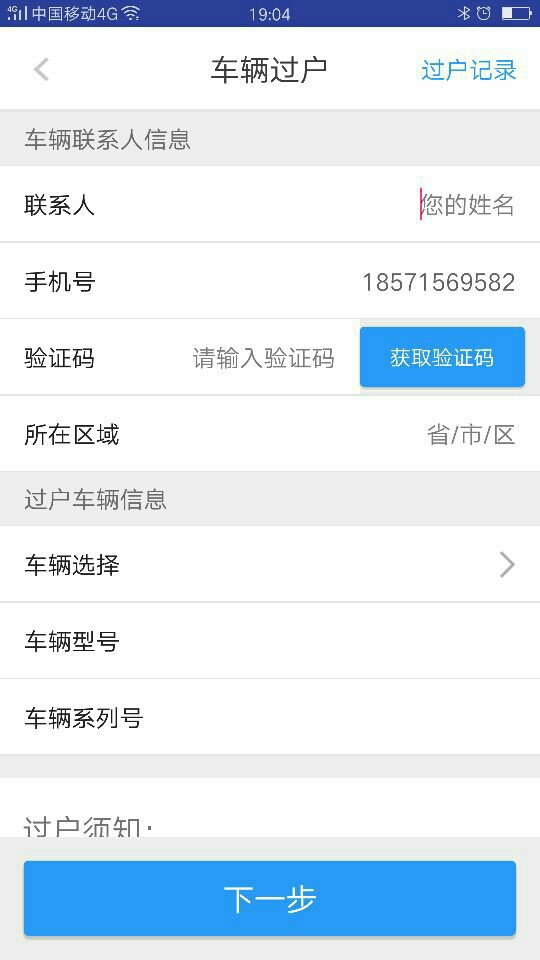 4G 中国移动4G 19:04
车辆过户 过户记录
车辆联系人信息
联系人 您的姓名
手机号 18571569582
验证码 请输入验证码 获取验证码
所在区域 省/市/区
过户车辆信息
车辆选择
车辆型号
车辆系列号
过户须知:
下一步